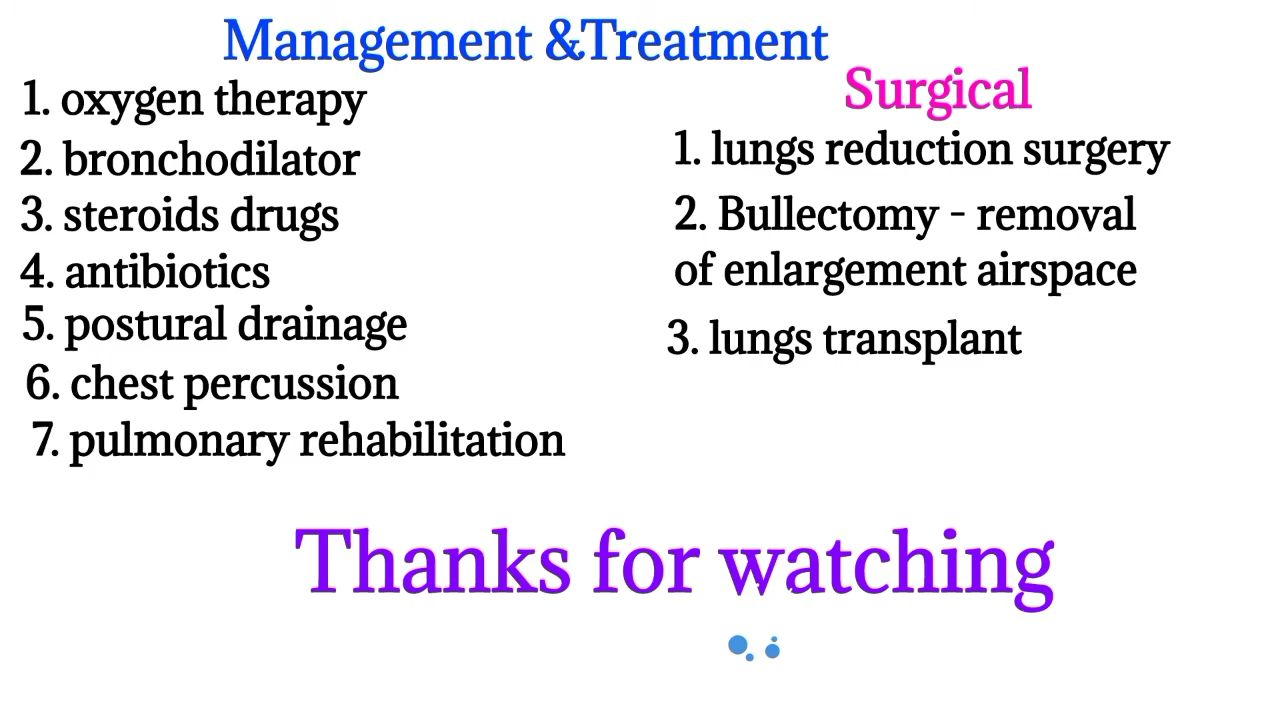 Management &Treatment
1. oxygen therapy
2. bronchodilator
3. steroids drugs
4. antibiotics
5. postural drainage
6. chest percussion
7. pulmonary rehabilitation
Surgical
1. lungs reduction surgery
2. Bullectomy - removal
of enlargement airspace
3. lungs transplant
Thanks for watching